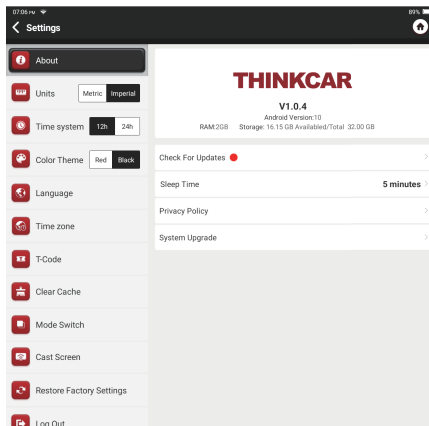 07:06 PM 89%
Settings
About
Units Metric Imperial
Time system 12h 24h
Color Theme Red Black
Language
Time zone
T-Code
Clear Cache
Mode Switch
Cast Screen
Restore Factory Settings
Log Out
THINKCAR
V1.0.4
Android Version:10
RAM:2GB Storage: 16.15 GB Availabled/Total 32.00 GB
Check For Updates
Sleep Time 5 minutes
Privacy Policy
System Upgrade